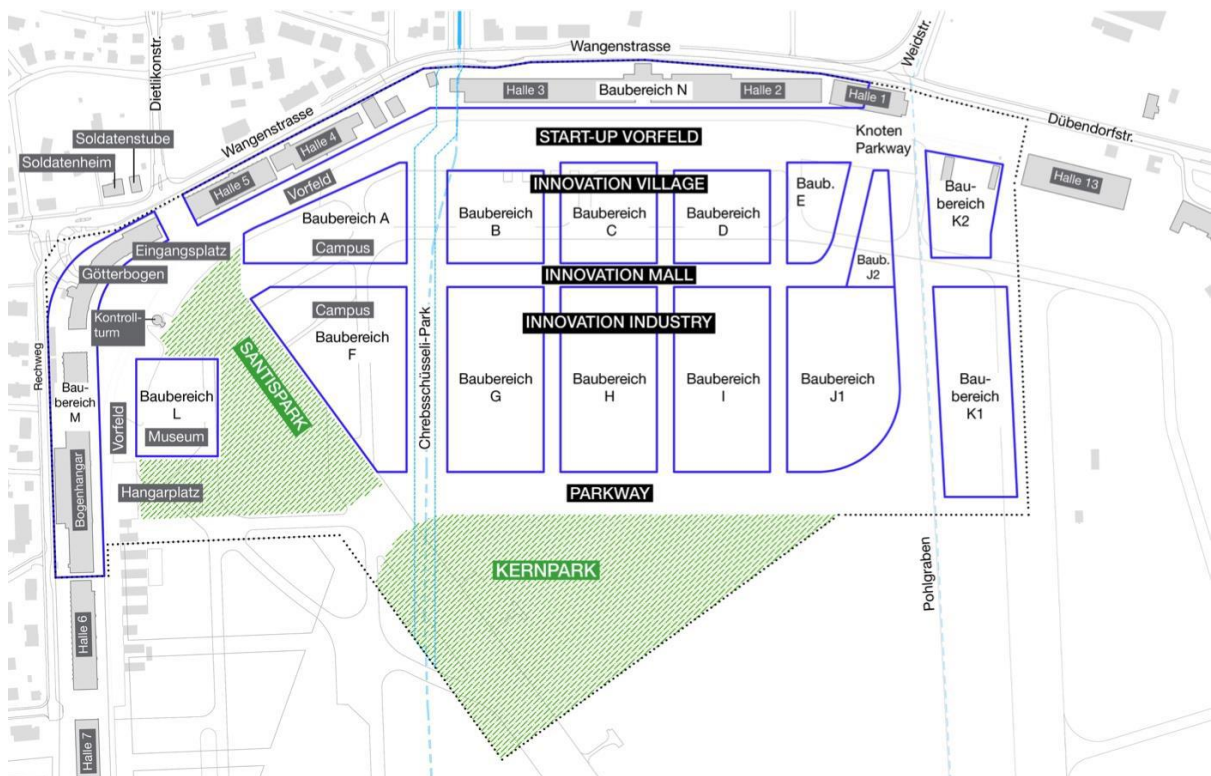 Wangenstrasse
Weidstr.
Dietlikonstr.
Halle 3
Baubereich N
Halle 2
Halle 1
Dübendorfstr.
Soldatenstube
Soldatenheim
Wangenstrasse
Halle 4
START-UP VORFELD
Knoten
Parkway
Halle 5
Vorfeld
INNOVATION VILLAGE
Baub.
E
Bau-
bereich
K2
Halle 13
Baubereich A
Campus
Baubereich
B
Baubereich
C
Baubereich
D
Eingangsplatz
Götterbogen
INNOVATION MALL
Baub.
J2
Kontroll-
turm
Campus
Baubereich
F
INNOVATION INDUSTRY
SANTISPARK
Chrebsschüsseli-Park
Rechweg
Bau-
bereich
M
Vorfeld
Baubereich
L
Museum
Baubereich
G
Baubereich
H
Baubereich
I
Baubereich
J1
Bau-
bereich
K1
Bogenhangar
Hangarplatz
PARKWAY
KERNPARK
Pohlgraben
Halle 6
Halle 7